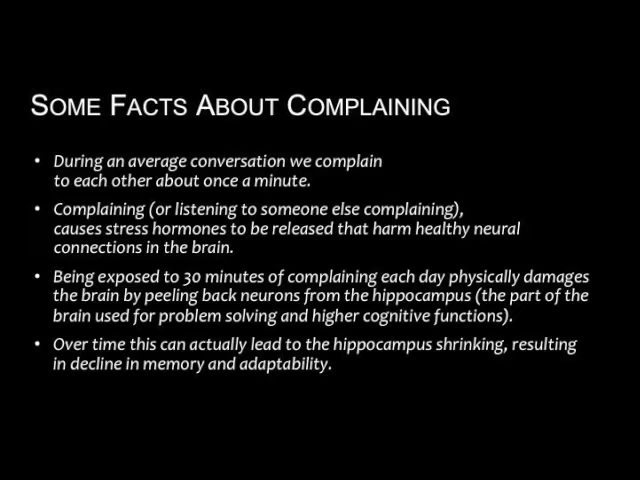 SOME FACTS ABOUT COMPLAINING
• During an average conversation we complain
to each other about once a minute.
• Complaining (or listening to someone else complaining),
causes stress hormones to be released that harm healthy neural
connections in the brain.
• Being exposed to 30 minutes of complaining each day physically damages
the brain by peeling back neurons from the hippocampus (the part of the
brain used for problem solving and higher cognitive functions).
• Over time this can actually lead to the hippocampus shrinking, resulting
in decline in memory and adaptability.